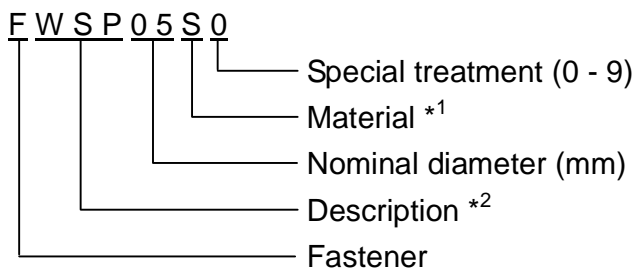 F W S P 0 5 S 0
Special treatment (0 - 9)
Material *1
Nominal diameter (mm)
Description *2
Fastener